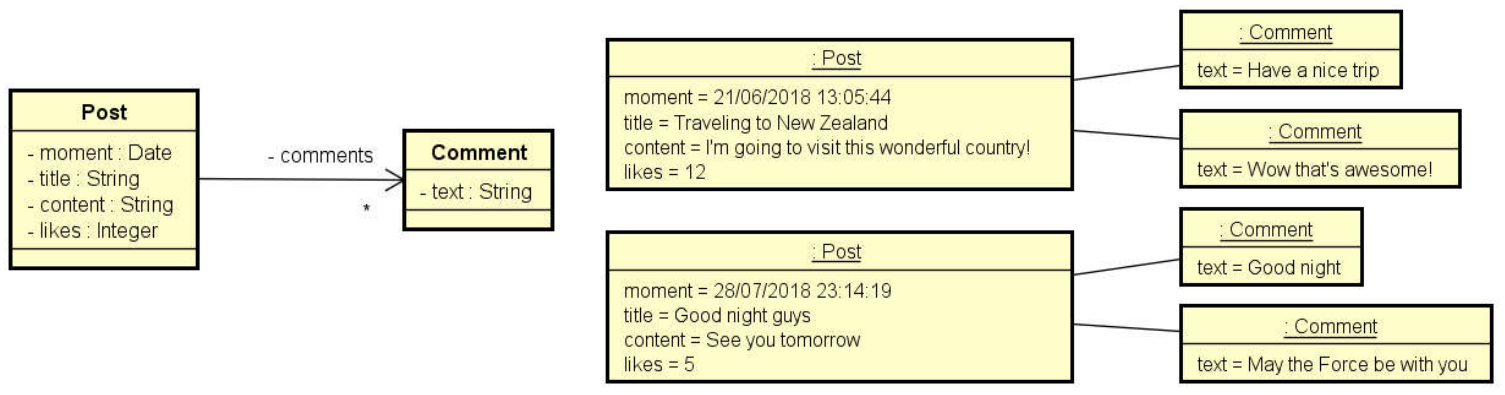 Post
- moment : Date
- title : String
- content : String
- likes : Integer
- comments
*
Comment
- text : String
: Post
moment = 21/06/2018 13:05:44
title = Traveling to New Zealand
content = I'm going to visit this wonderful country!
likes = 12
: Comment
text = Have a nice trip
: Comment
text = Wow that's awesome!
: Post
moment = 28/07/2018 23:14:19
title = Good night guys
content = See you tomorrow
likes = 5
: Comment
text = Good night
: Comment
text = May the Force be with you